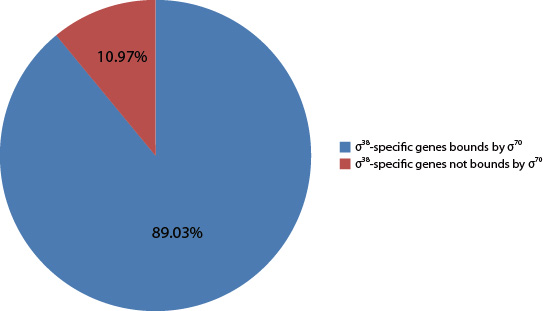 10.97%
σ³⁸-specific genes bounds by σ⁷⁰
σ³⁸-specific genes not bounds by σ⁷⁰
89.03%